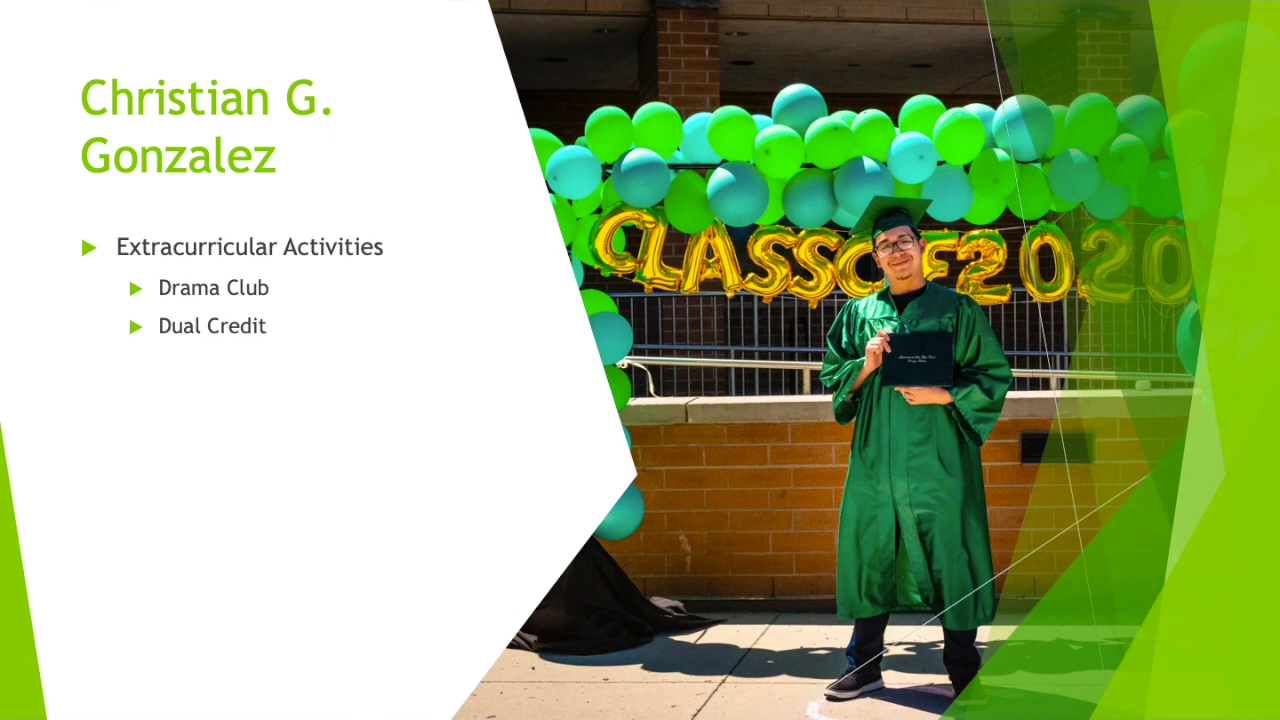 Christian G.
Gonzalez
Extracurricular Activities
Drama Club
Dual Credit
CLASS OF 2020